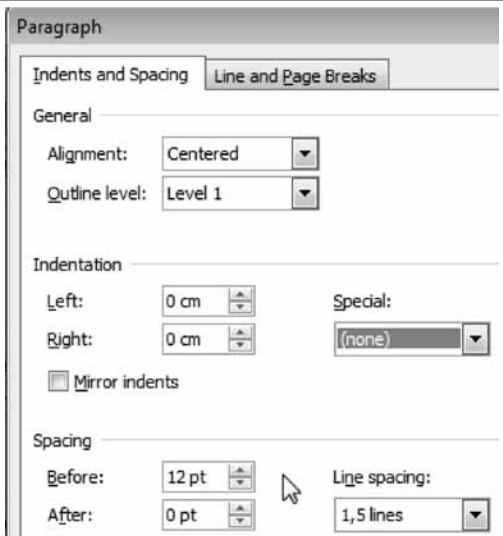 Paragraph
Indents and Spacing Line and Page Breaks
General
Alignment: Centered
Outline level: Level 1
Indentation
Left: 0 cm Special:
Right: 0 cm (none)
Mirror indents
Spacing
Before: 12 pt Line spacing:
After: 0 pt 1,5 lines